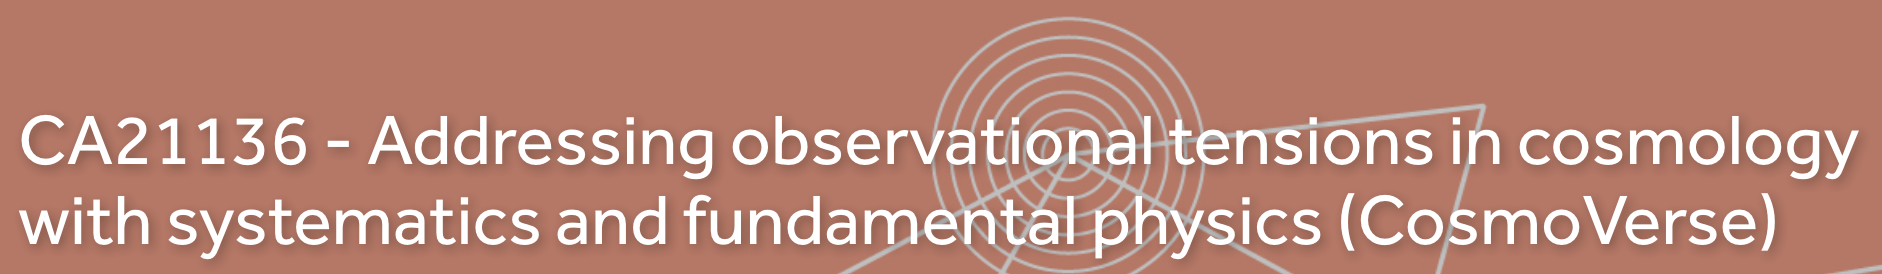 CA21136 - Addressing observational tensions in cosmology
with systematics and fundamental physics (CosmoVerse)